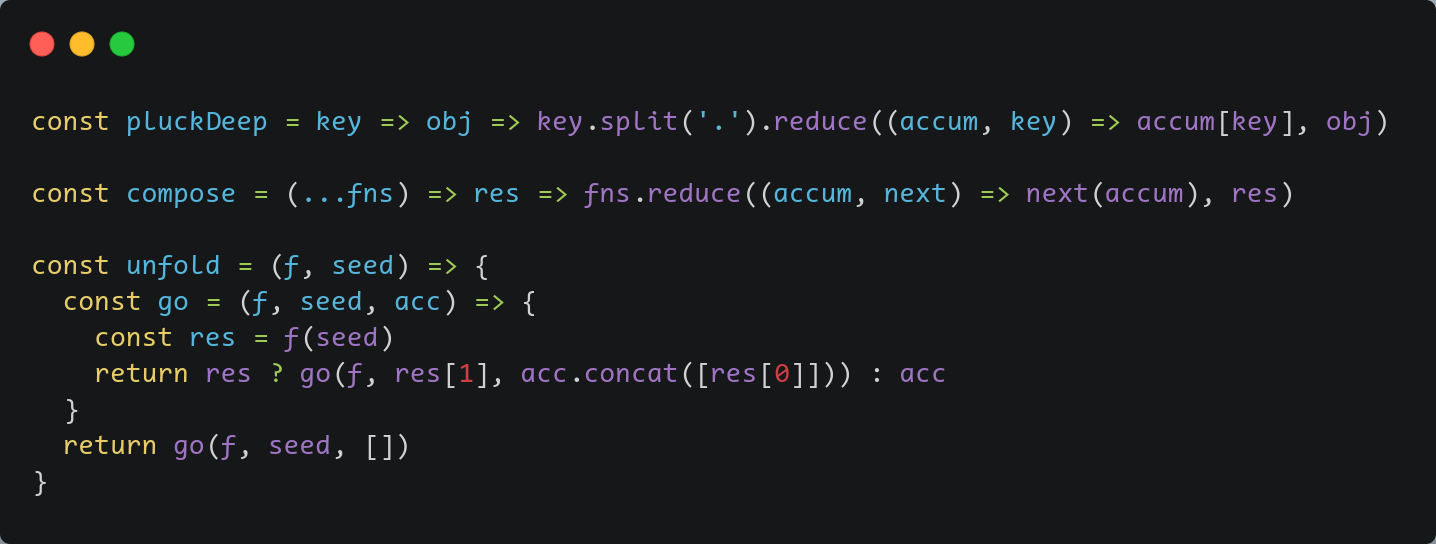 const pluckDeep = key => obj => key.split('.').reduce((accum, key) => accum[key], obj)

const compose = (...fns) => res => fns.reduce((accum, next) => next(accum), res)

const unfold = (f, seed) => {
  const go = (f, seed, acc) => {
    const res = f(seed)
    return res ? go(f, res[1], acc.concat([res[0]])) : acc
  }
  return go(f, seed, [])
}